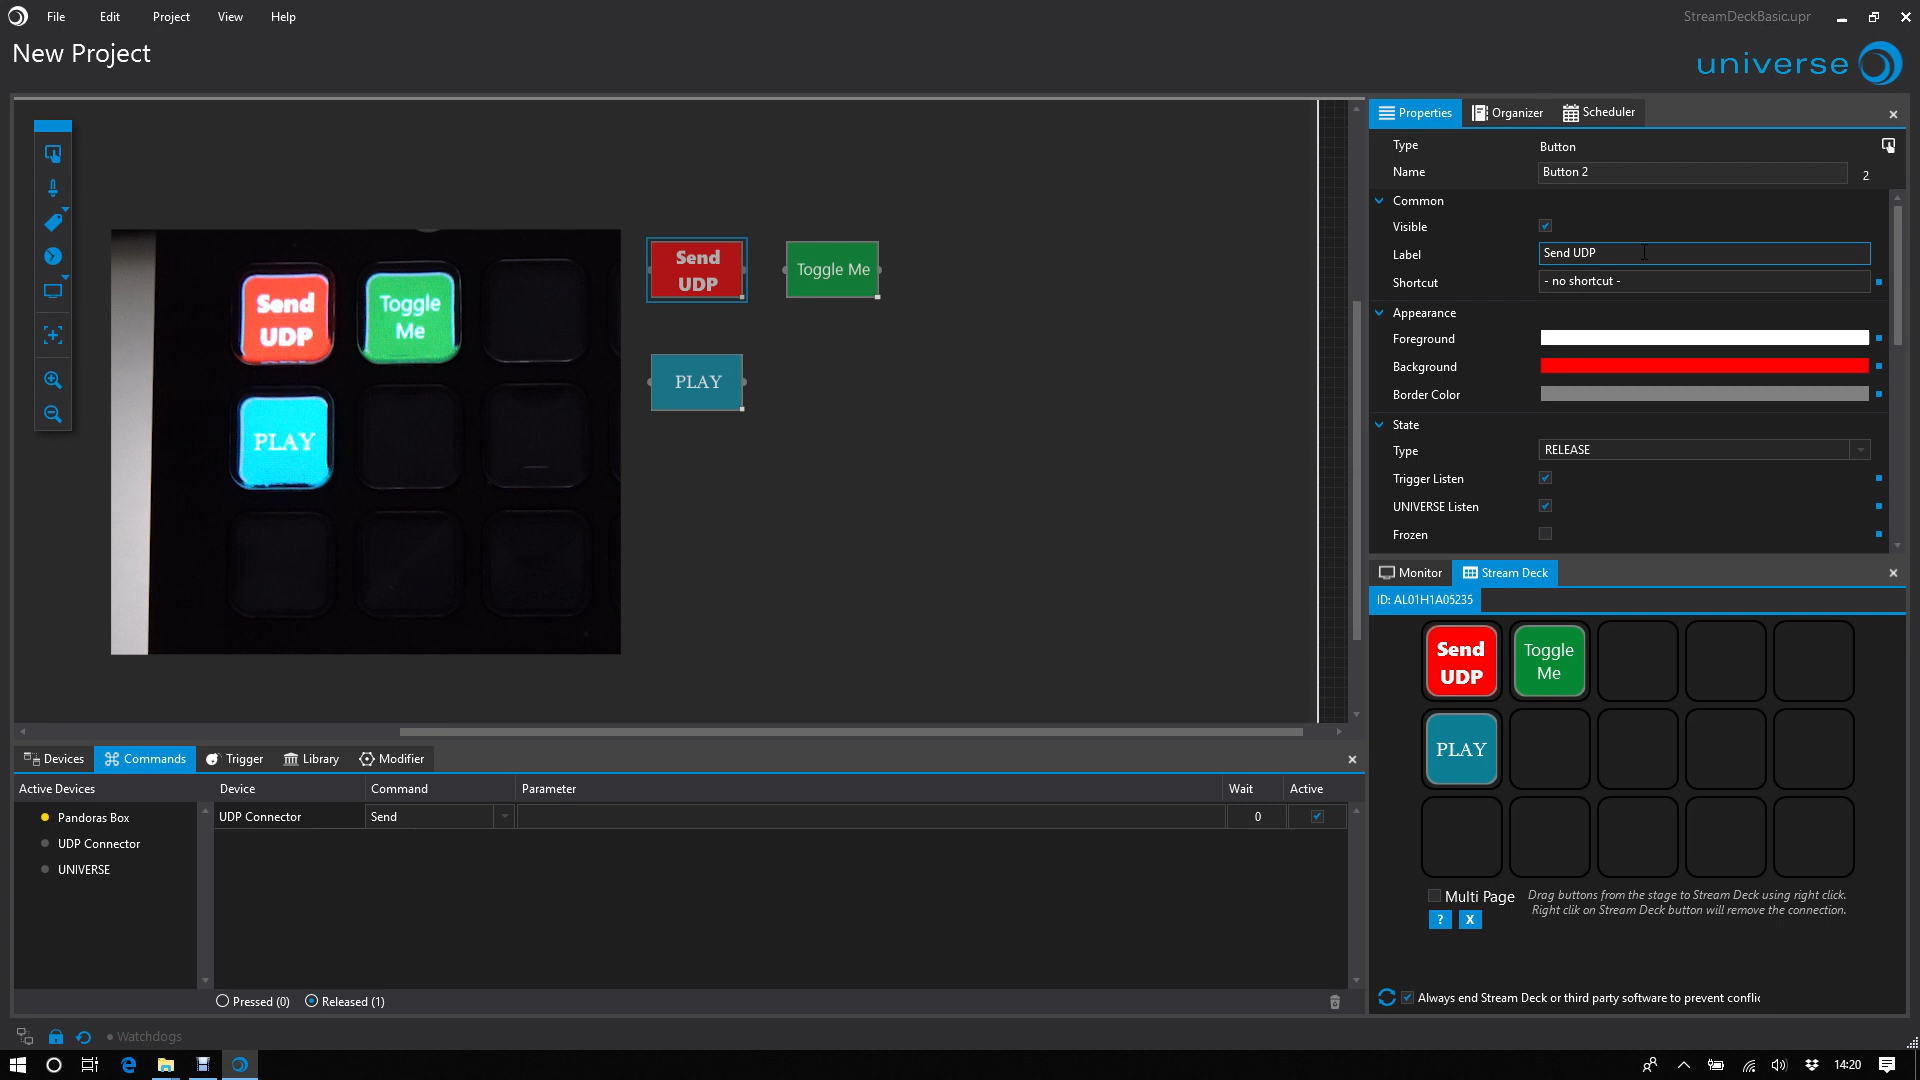 File Edit Project View Help
StreamDeckBasic.upr
New Project
universe
Send
UDP
Toggle
Me
PLAY
Send
UDP
Toggle Me
PLAY
Properties Organizer Scheduler
Type Button
Name Button 2 2
Common
Visible
Label Send UDP
Shortcut - no shortcut -
Appearance
Foreground
Background
Border Color
State
Type RELEASE
Trigger Listen
UNIVERSE Listen
Frozen
Monitor Stream Deck
ID: AL01H1A05235
Send
UDP
Toggle
Me
PLAY
Multi Page
Drag buttons from the stage to Stream Deck using right click.
Right clik on Stream Deck button will remove the connection.
? X
Always end Stream Deck or third party software to prevent conflic
Devices Commands Trigger Library Modifier
Active Devices Device Command Parameter Wait Active
Pandoras Box
UDP Connector
UNIVERSE
UDP Connector Send 0
Pressed (0) Released (1)
Watchdogs
14:20